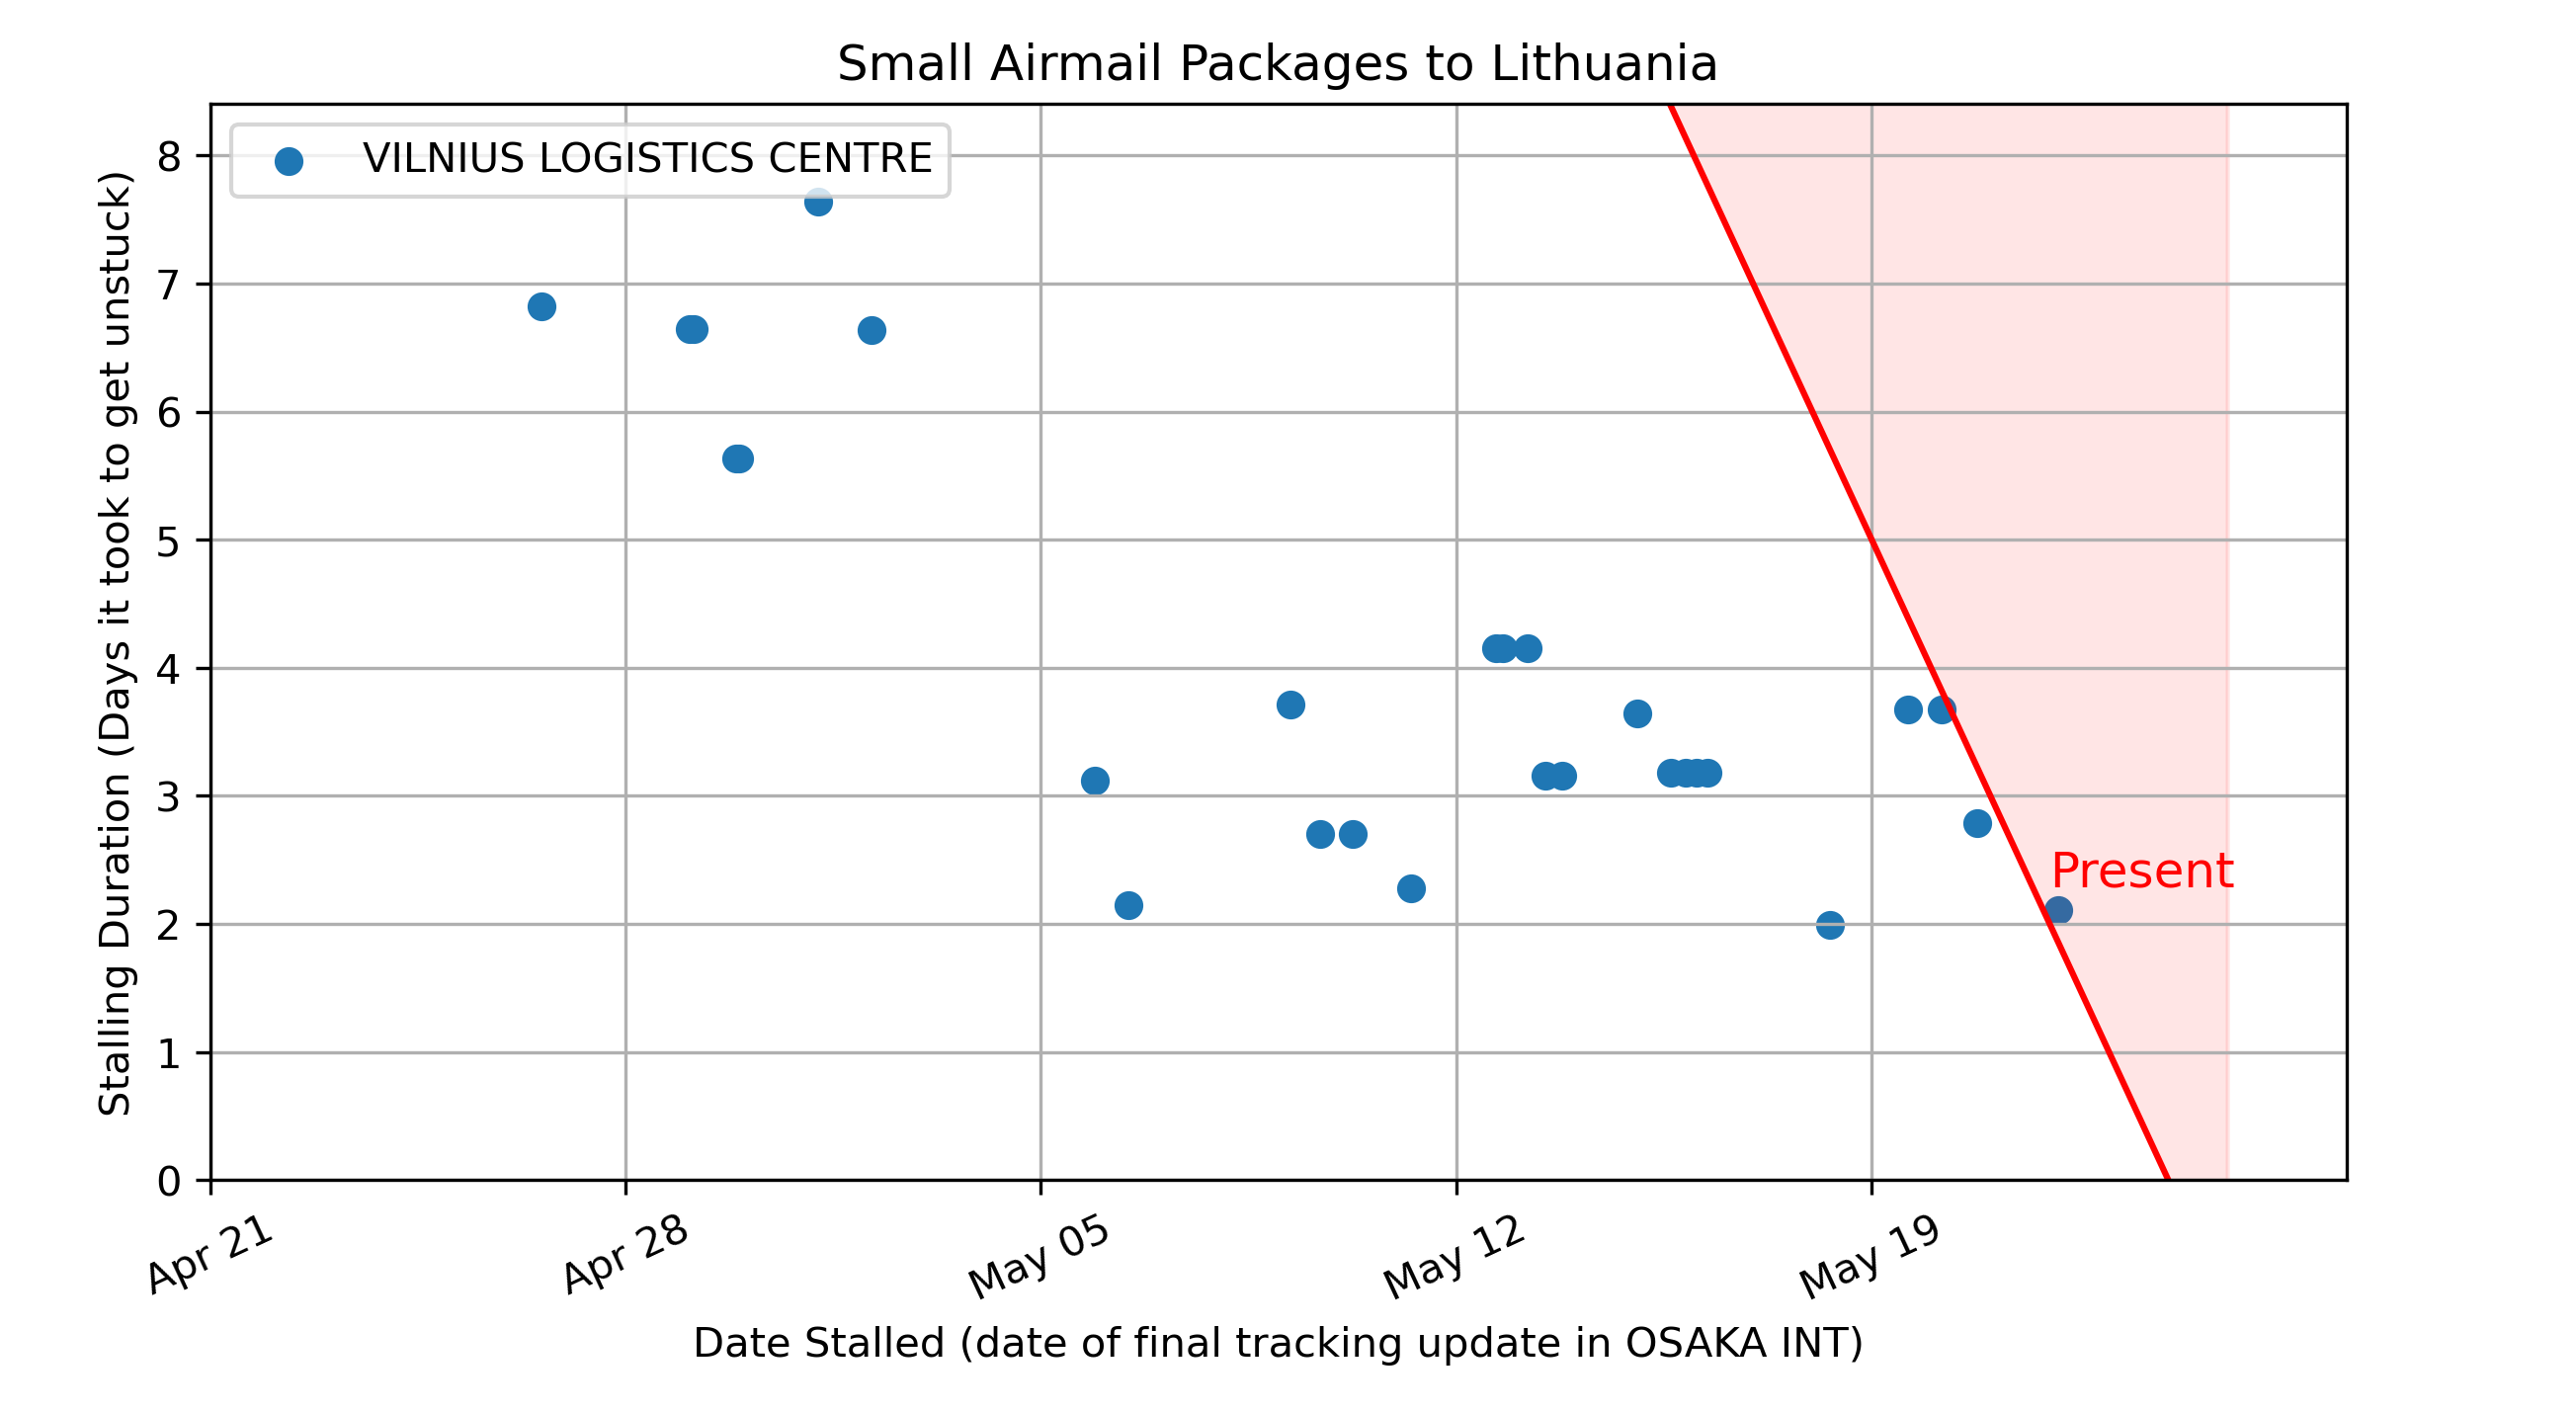 Small Airmail Packages to Lithuania
VILNIUS LOGISTICS CENTRE
Stalling Duration (Days it took to get unstuck)
8
7
6
5
4
3
2
1
0
Present
Apr 21
Apr 28
May 05
May 12
May 19
Date Stalled (date of final tracking update in OSAKA INT)